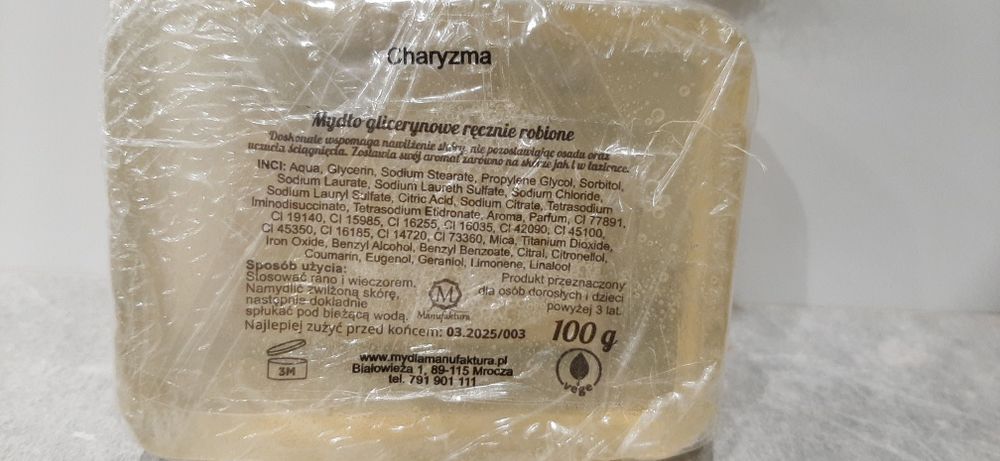 Charyzma
Mydło glicerynowe ręcznie robione
Doskonale wspomaga nawilżenie skóry, nie pozostawiając osadu oraz
uczucia ściągnięcia. Zostawia swój aromat zarówno na skórze jak i w łazience.
INCI: Aqua, Glycerin, Sodium Stearate, Propylene Glycol, Sorbitol,
Sodium Laurate, Sodium Laureth Sulfate, Sodium Chloride,
Sodium Lauryl Sulfate, Citric Acid, Sodium Citrate, Tetrasodium
Iminodisuccinate, Tetrasodium Etidronate, Aroma, Parfum, CI 77891,
CI 19140, CI 15985, CI 16255, CI 16035, CI 42090, CI 45100,
CI 45350, CI 16185, CI 14720, CI 73360, Mica, Titanium Dioxide,
Iron Oxide, Benzyl Alcohol, Benzyl Benzoate, Citral, Citronellol,
Coumarin, Eugenol, Geraniol, Limonene, Linalool
Sposób użycia:
Stosować rano i wieczorem.
Namydlić zwilżoną skórę,
następnie dokładnie
spłukać pod bieżącą wodą.
M
Manufaktura
Produkt przeznaczony
dla osób dorosłych i dzieci
powyżej 3 lat.
Najlepiej zużyć przed końcem: 03.2025/003
100 g
3M
www.mydlamanufaktura.pl
Białowieża 1, 89-115 Mrocza
tel. 791 901 111
vege